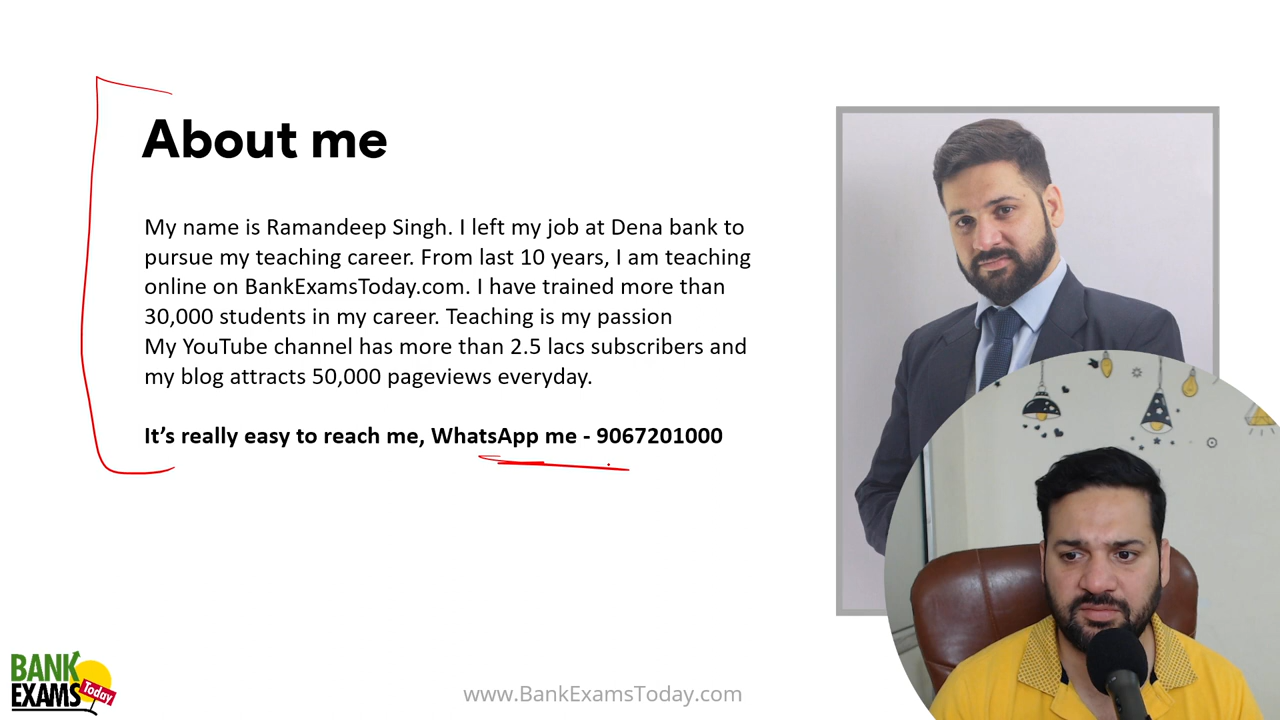 About me
My name is Ramandeep Singh. I left my job at Dena bank to
pursue my teaching career. From last 10 years, I am teaching
online on BankExamsToday.com. I have trained more than
30,000 students in my career. Teaching is my passion
My YouTube channel has more than 2.5 lacs subscribers and
my blog attracts 50,000 pageviews everyday.
It’s really easy to reach me, WhatsApp me - 9067201000
BANK
EXAMS
Today
www.BankExamsToday.com